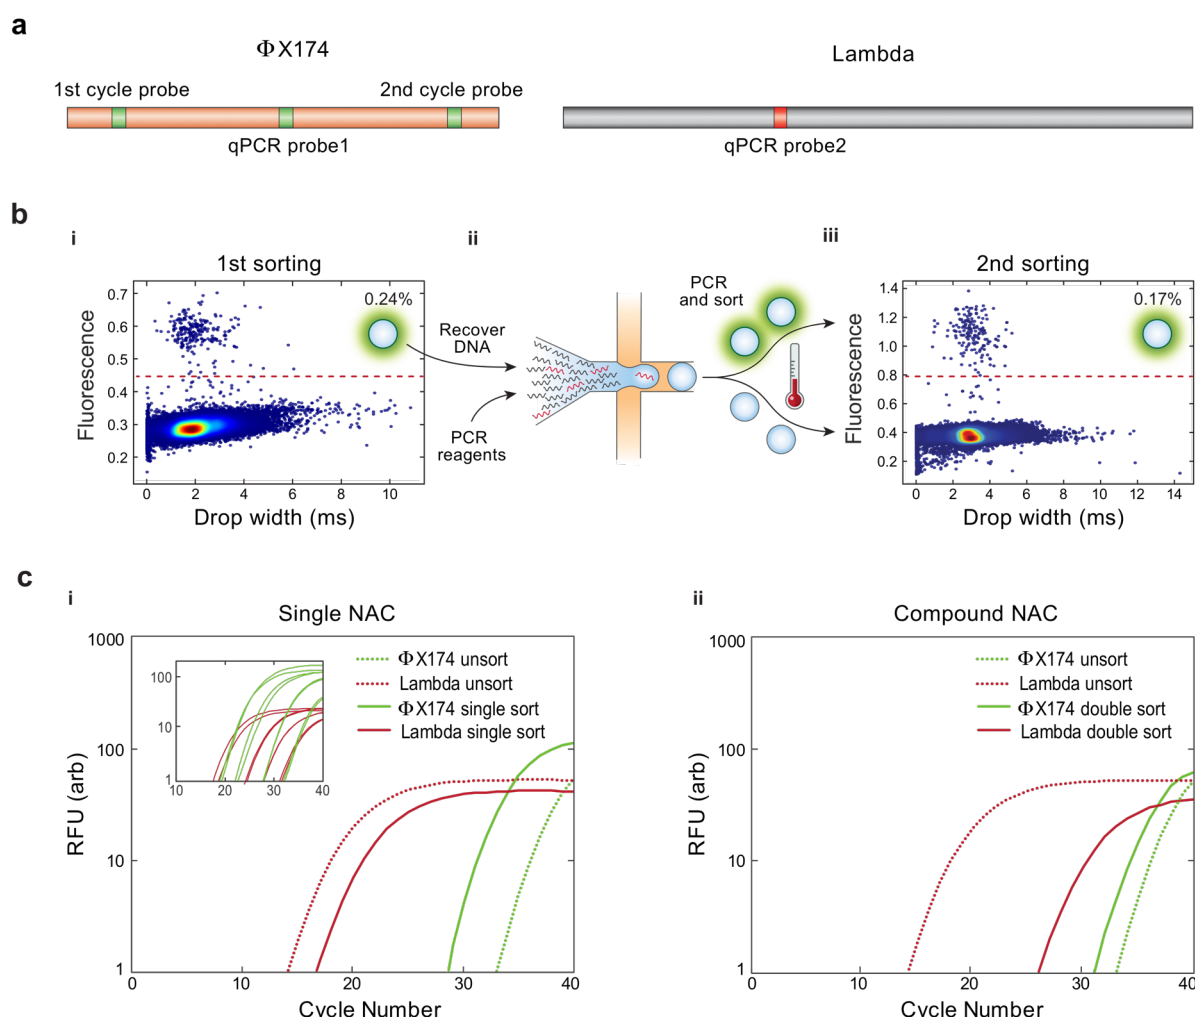 a
ΦX174
Lambda
1st cycle probe
2nd cycle probe
qPCR probe1
qPCR probe2
b
i
ii
iii
1st sorting
0.24%
Fluorescence
0.7
0.6
0.5
0.4
0.3
0.2
0 2 4 6 8 10
Drop width (ms)
Recover
DNA
PCR
reagents
PCR
and sort
2nd sorting
0.17%
Fluorescence
1.4
1.2
1.0
0.8
0.6
0.4
0.2
0 2 4 6 8 10 12 14
Drop width (ms)
c
i
Single NAC
RFU (arb)
1000
100
10
1
0 10 20 30 40
Cycle Number
100
10
1
10 20 30 40
ΦX174 unsort
Lambda unsort
ΦX174 single sort
Lambda single sort
ii
Compound NAC
RFU (arb)
1000
100
10
1
0 10 20 30 40
Cycle Number
ΦX174 unsort
Lambda unsort
ΦX174 double sort
Lambda double sort